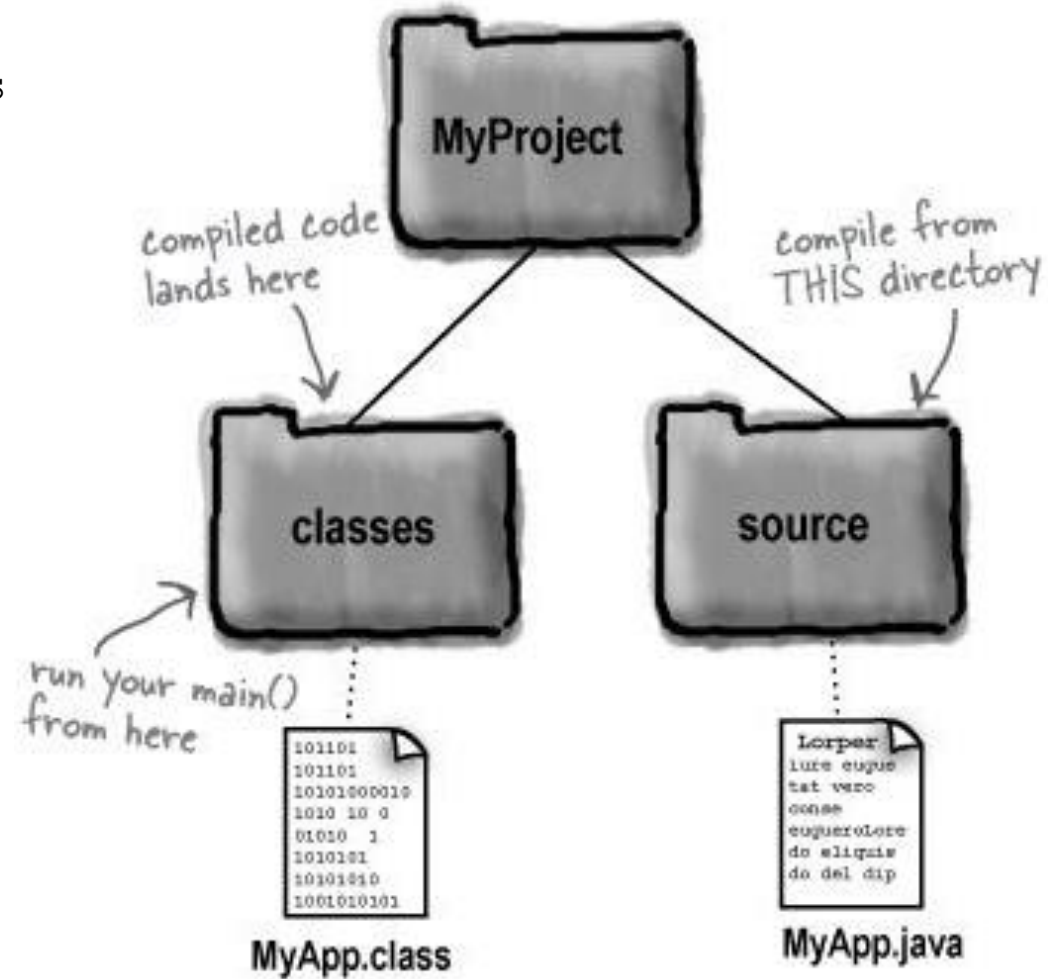 s
MyProject
compiled code
lands here
compile from
THIS directory
classes
source
run your main()
from here
101101
101101
10101000010
1010 10 0
01010 1
1010101
10101010
1001010101
MyApp.class
Lorper
iure eugue
tat vero
conse
eugueroLore
do eliquis
do del dip
MyApp.java